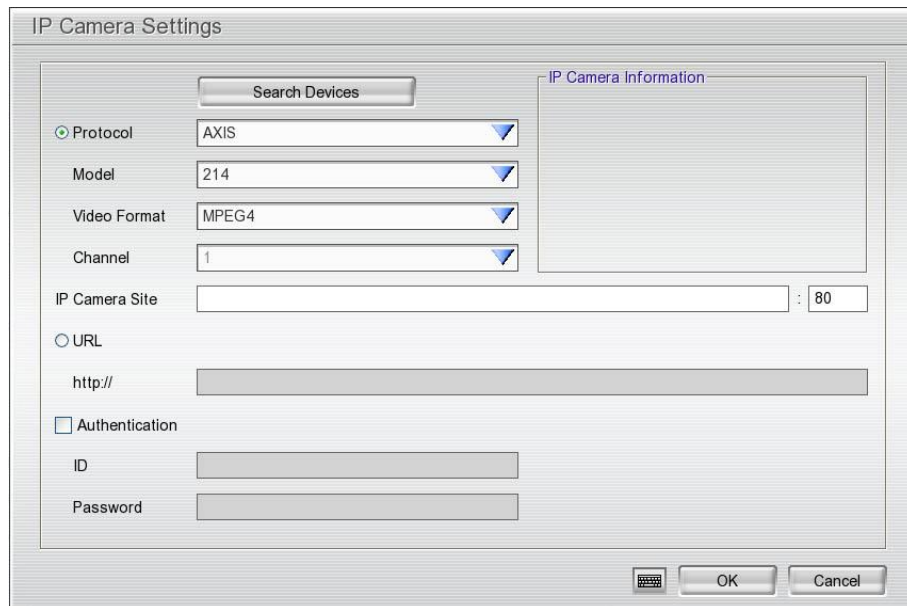 IP Camera Settings
Search Devices
IP Camera Information
Protocol AXIS
Model 214
Video Format MPEG4
Channel 1
IP Camera Site : 80
URL
http://
Authentication
ID
Password
OK Cancel